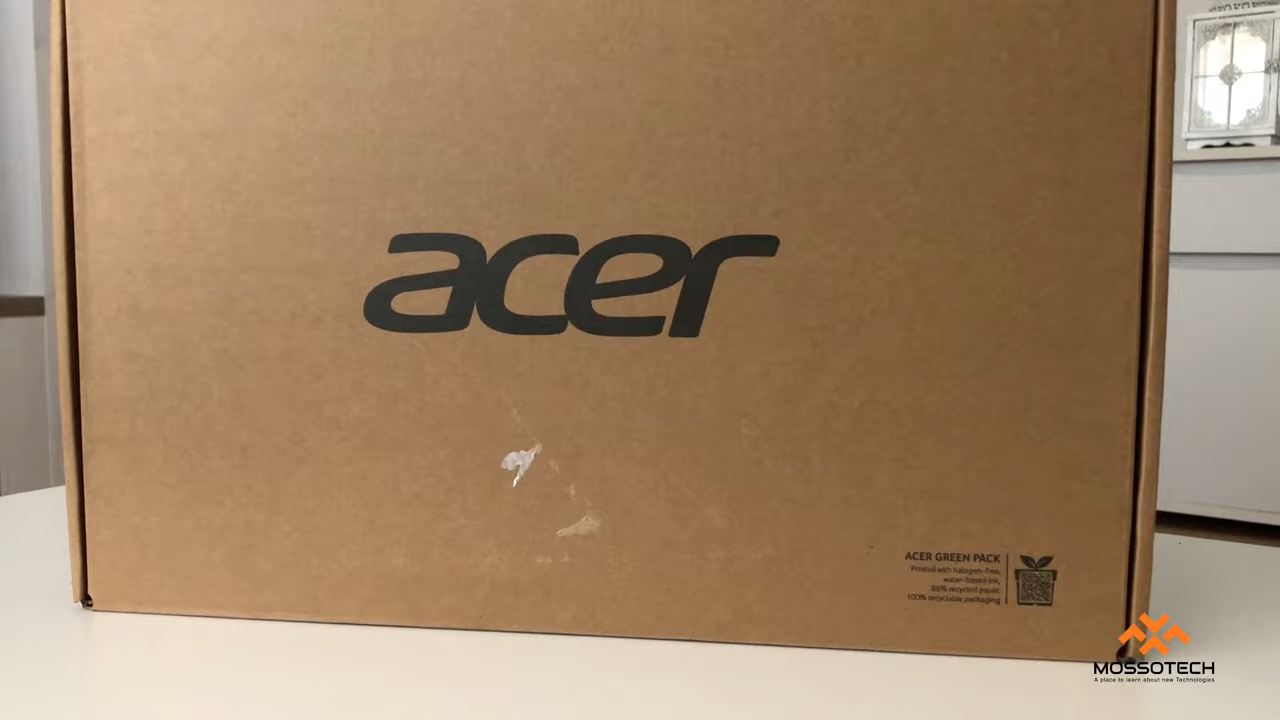 acer
ACER GREEN PACK
Printed with halogen-free,
water-based ink,
86% recycled paper,
100% recyclable packaging
MOSSOTECH
A place to learn about new Technologies